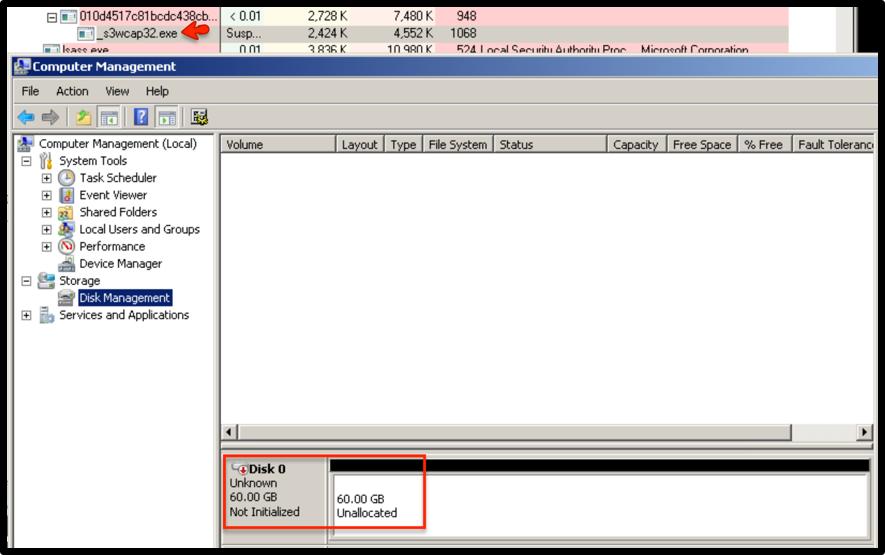 010d4517c81bcdc438cb... < 0.01 2,728 K 7,480 K 948
_s3wcap32.exe Susp... 2,424 K 4,552 K 1068
lsass.exe 0.01 3,836 K 10,980 K 524 Local Security Authority Proc... Microsoft Corporation
Computer Management
File Action View Help
Computer Management (Local)
System Tools
Task Scheduler
Event Viewer
Shared Folders
Local Users and Groups
Performance
Device Manager
Storage
Disk Management
Services and Applications
Volume Layout Type File System Status Capacity Free Space % Free Fault Toleranc
Disk 0
Unknown
60.00 GB
Not Initialized
60.00 GB
Unallocated